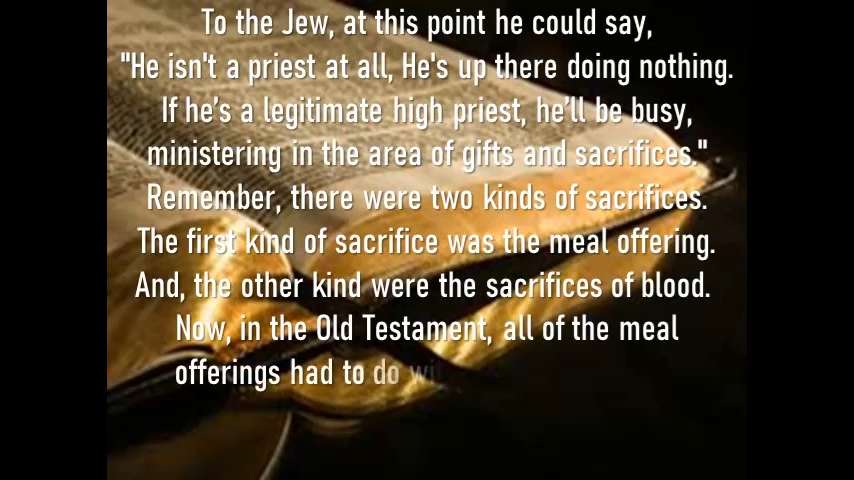 To the Jew, at this point he could say,
"He isn't a priest at all, He's up there doing nothing.
If he’s a legitimate high priest, he’ll be busy,
ministering in the area of gifts and sacrifices."
Remember, there were two kinds of sacrifices.
The first kind of sacrifice was the meal offering.
And, the other kind were the sacrifices of blood.
Now, in the Old Testament, all of the meal
offerings had to do